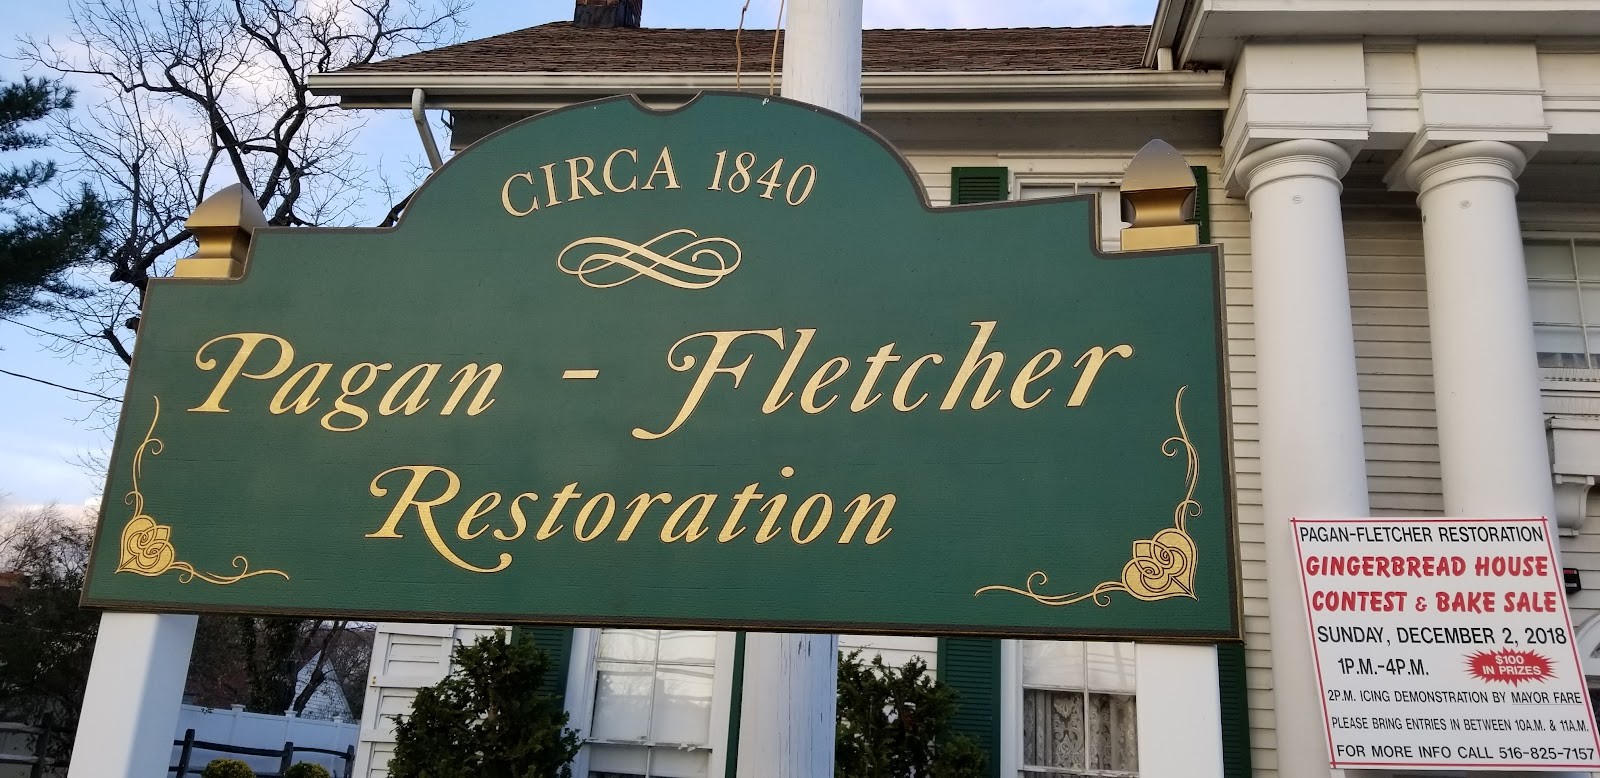 CIRCA 1840
Pagan - Fletcher
Restoration
PAGAN-FLETCHER RESTORATION
GINGERBREAD HOUSE
CONTEST & BAKE SALE
SUNDAY, DECEMBER 2, 2018
1P.M.-4P.M.
$100
IN PRIZES
2P.M. ICING DEMONSTRATION BY MAYOR FARE
PLEASE BRING ENTRIES IN BETWEEN 10A.M. & 11A.M.
FOR MORE INFO CALL 516-825-7157